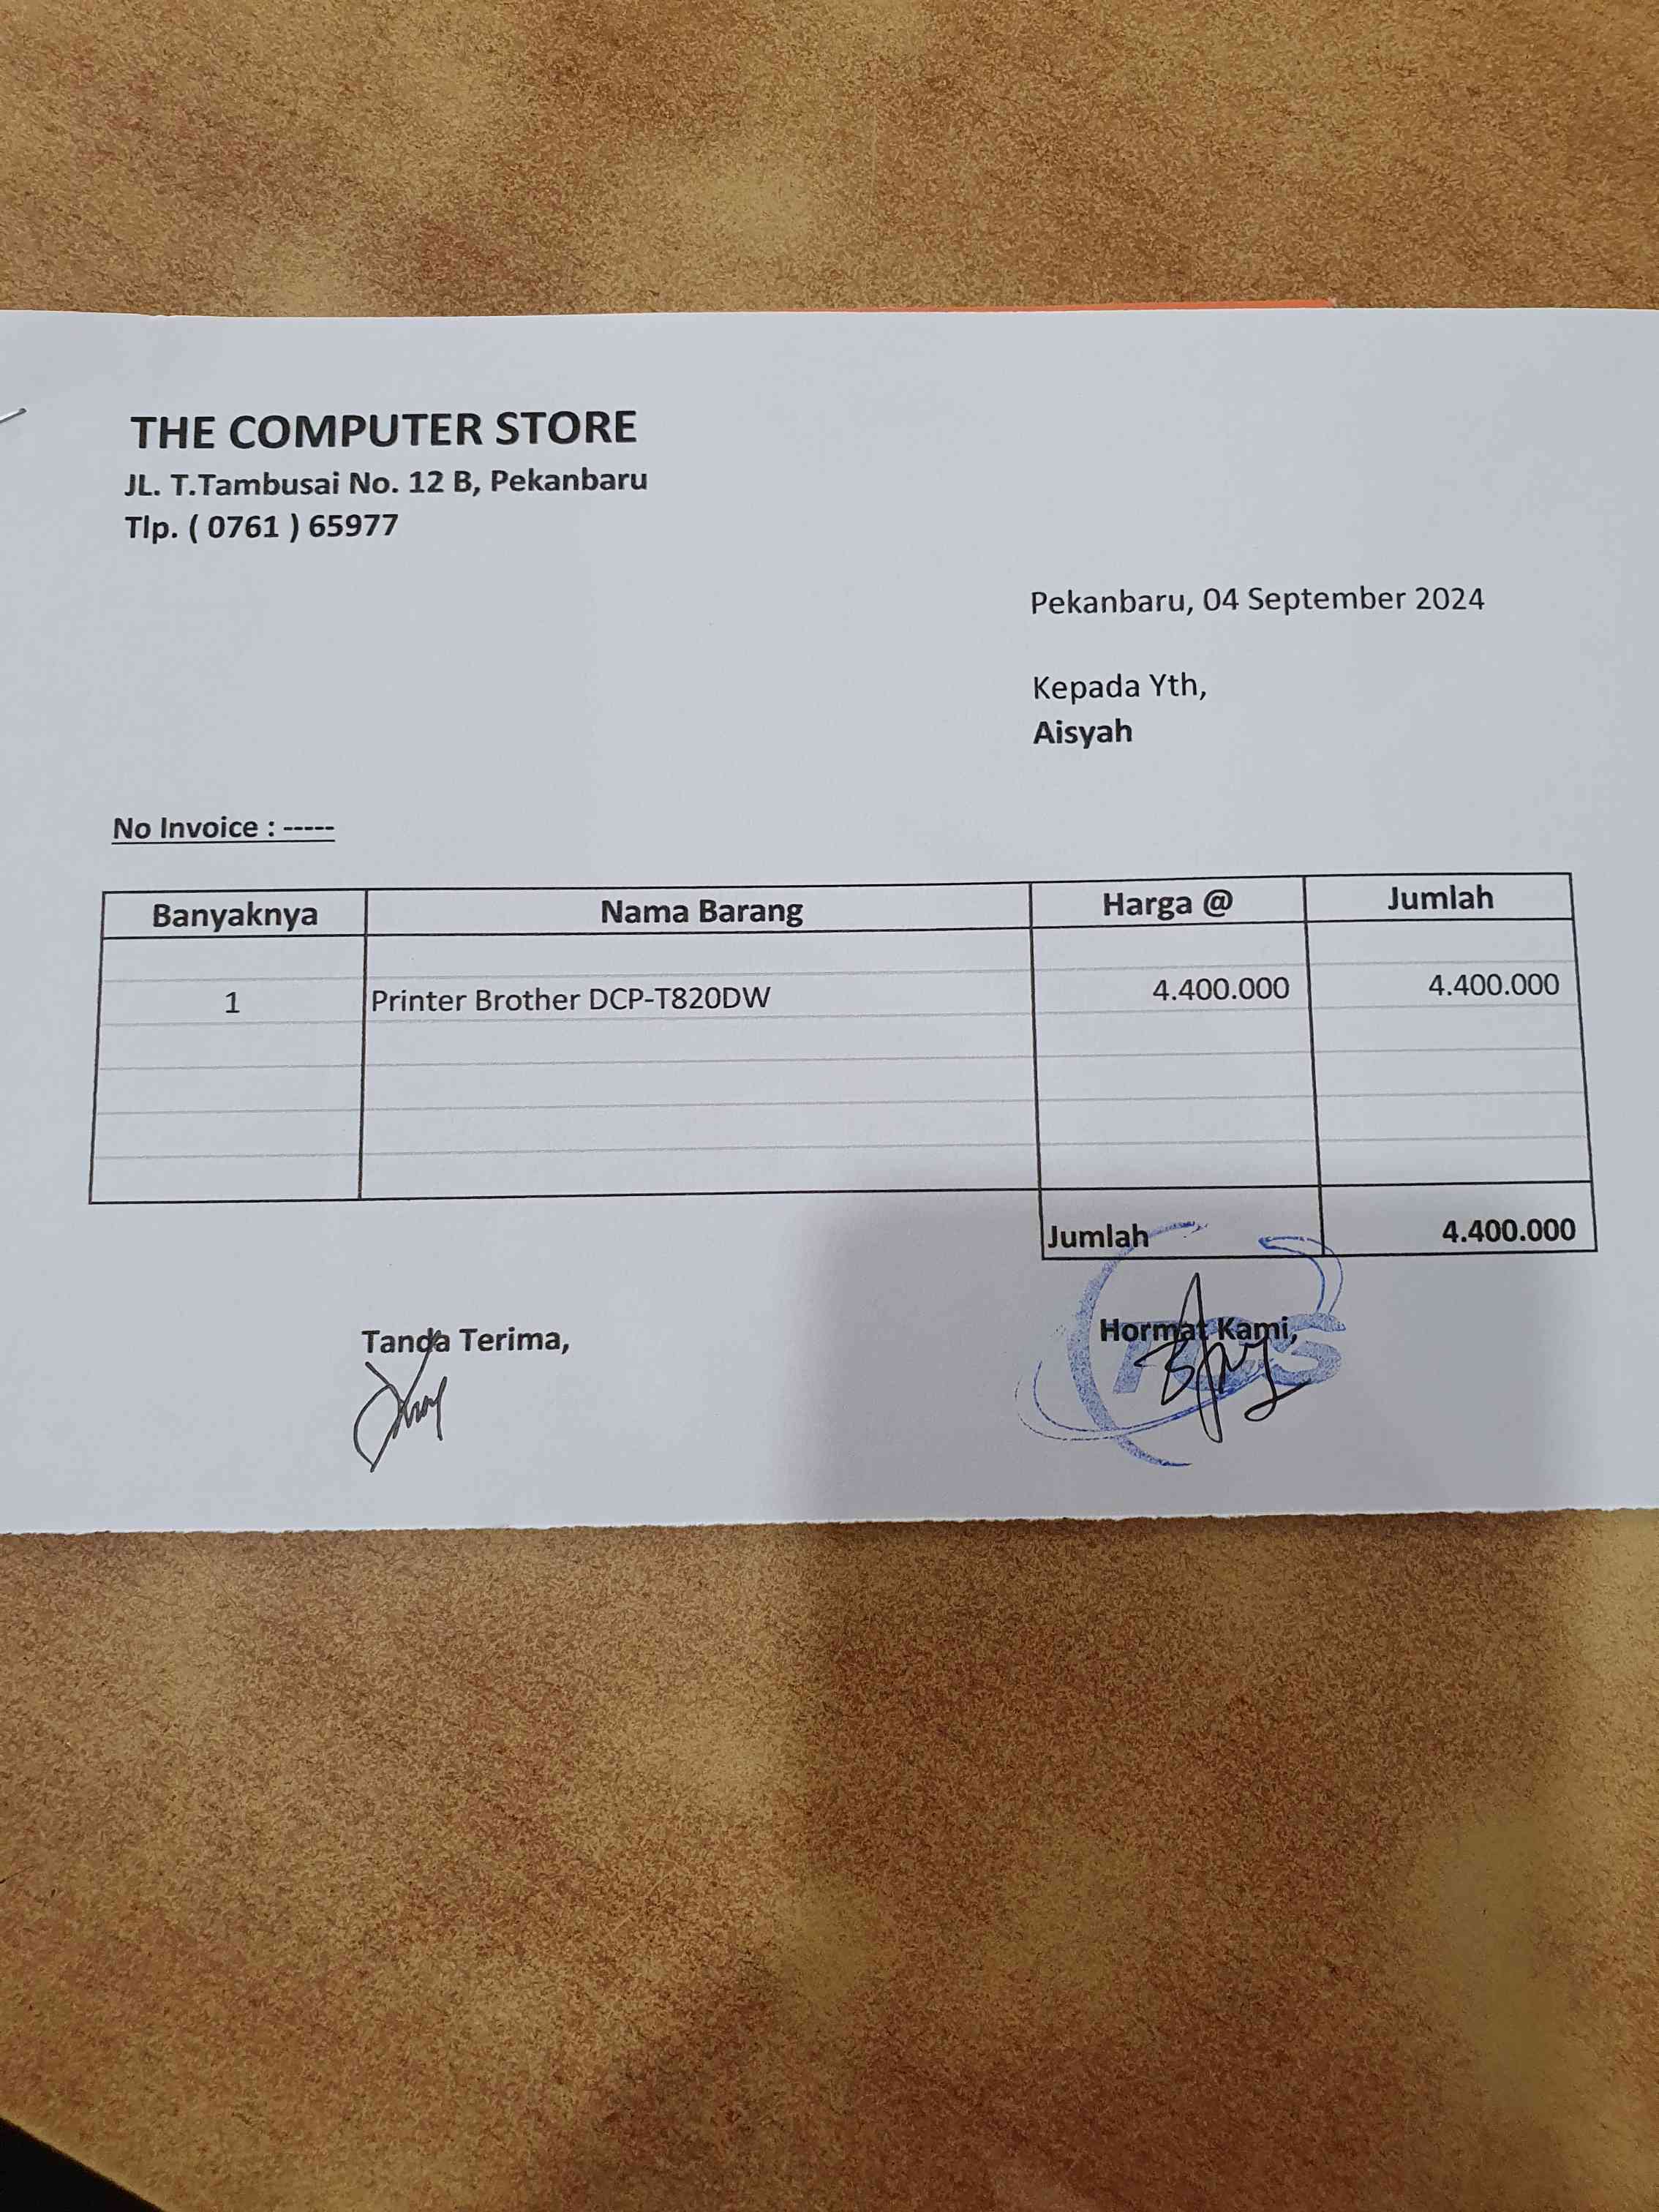 THE COMPUTER STORE
JL. T.Tambusai No. 12 B, Pekanbaru
Tlp. ( 0761 ) 65977
Pekanbaru, 04 September 2024
Kepada Yth,
Aisyah
No Invoice : -----
Banyaknya Nama Barang Harga @ Jumlah
1 Printer Brother DCP-T820DW 4.400.000 4.400.000
Jumlah 4.400.000
Tanda Terima, Hormat Kami,
TCS